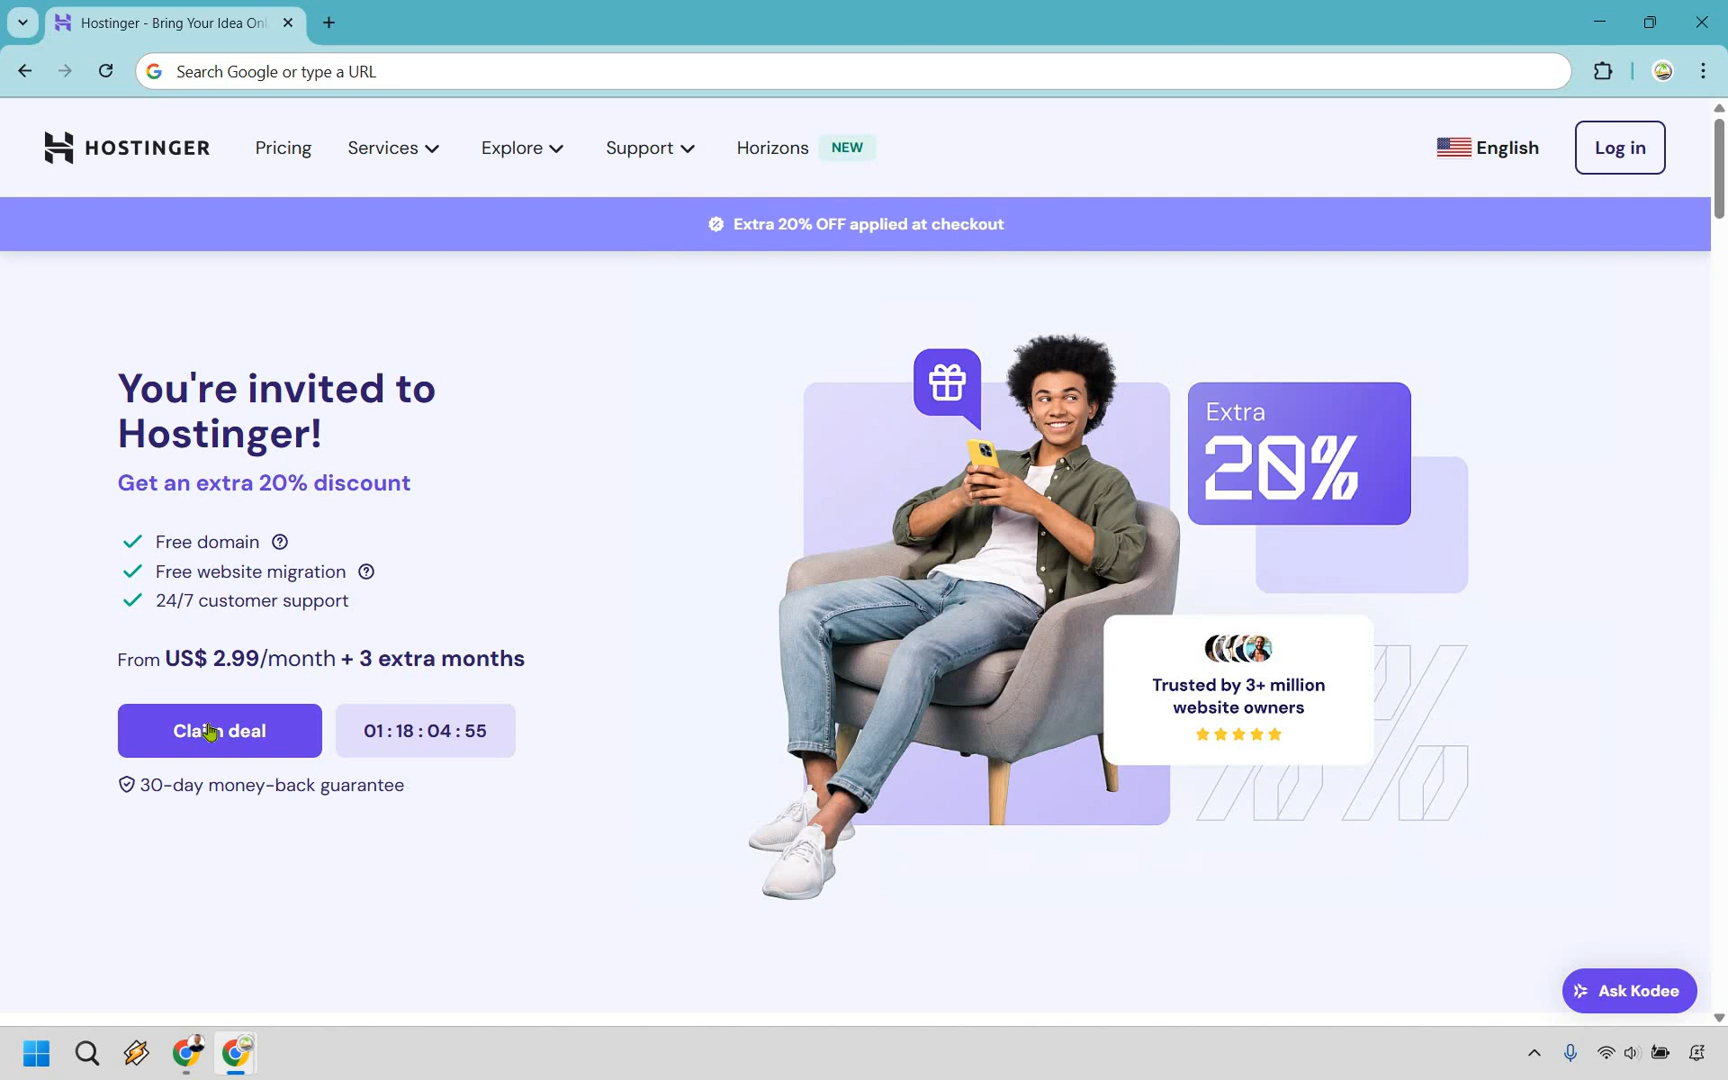 Hostinger - Bring Your Idea Onl
Search Google or type a URL
HOSTINGER
Pricing
Services
Explore
Support
Horizons
NEW
English
Log in
Extra 20% OFF applied at checkout
You're invited to
Hostinger!
Get an extra 20% discount
Free domain
Free website migration
24/7 customer support
From US$ 2.99/month + 3 extra months
Claim deal
01 : 18 : 04 : 55
30-day money-back guarantee
Extra
20%
Trusted by 3+ million
website owners
Ask Kodee